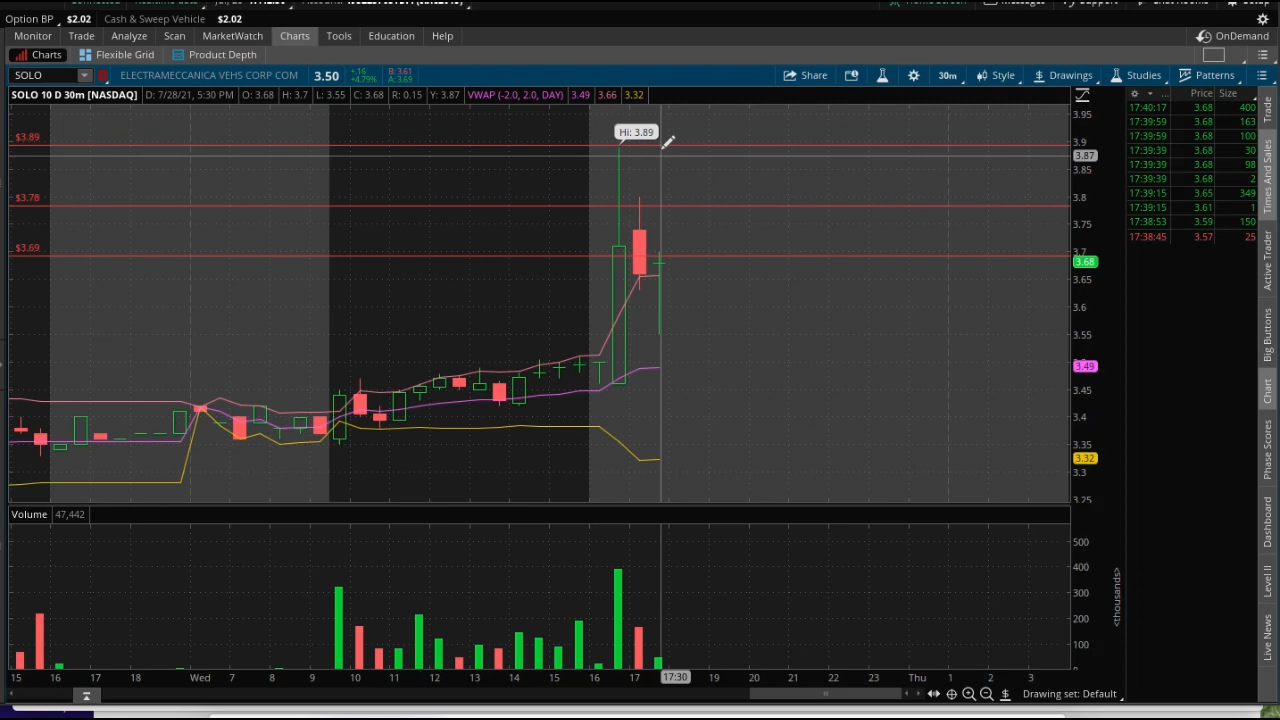 Option BP $2.02 Cash & Sweep Vehicle $2.02
Monitor Trade Analyze Scan MarketWatch Charts Tools Education Help OnDemand
Charts Flexible Grid Product Depth
SOLO ELECTRAMECCANICA VEHS CORP COM 3.50 +.16 +4.79% B: 3.61 A: 3.69 Share 30m Style Drawings Studies Patterns
SOLO 10 D 30m [NASDAQ] D: 7/28/21, 5:30 PM O: 3.68 H: 3.7 L: 3.55 C: 3.68 R: 0.15 Y: 3.87 VWAP (-2.0, 2.0, DAY) 3.49 3.66 3.32
Price Size
17:40:17 3.68 400
17:39:59 3.68 163
17:39:59 3.68 100
17:39:39 3.68 30
17:39:39 3.68 98
17:39:39 3.68 2
17:39:15 3.65 349
17:39:15 3.61 1
17:38:53 3.59 150
17:38:45 3.57 25
Hi: 3.89
$3.89
$3.78
$3.69
3.95
3.9
3.87
3.85
3.8
3.75
3.7
3.68
3.65
3.6
3.55
3.49
3.45
3.4
3.35
3.32
3.3
3.25
Trade
Times And Sales
Active Trader
Big Buttons
Chart
Phase Scores
Dashboard
Level II
Live News
Volume 47,442
500
400
300
200
100
<thousands>
15 16 17 18 Wed 7 8 9 10 11 12 13 14 15 16 17 17:30 19 20 21 22 23 Thu 1 2 3
Drawing set: Default